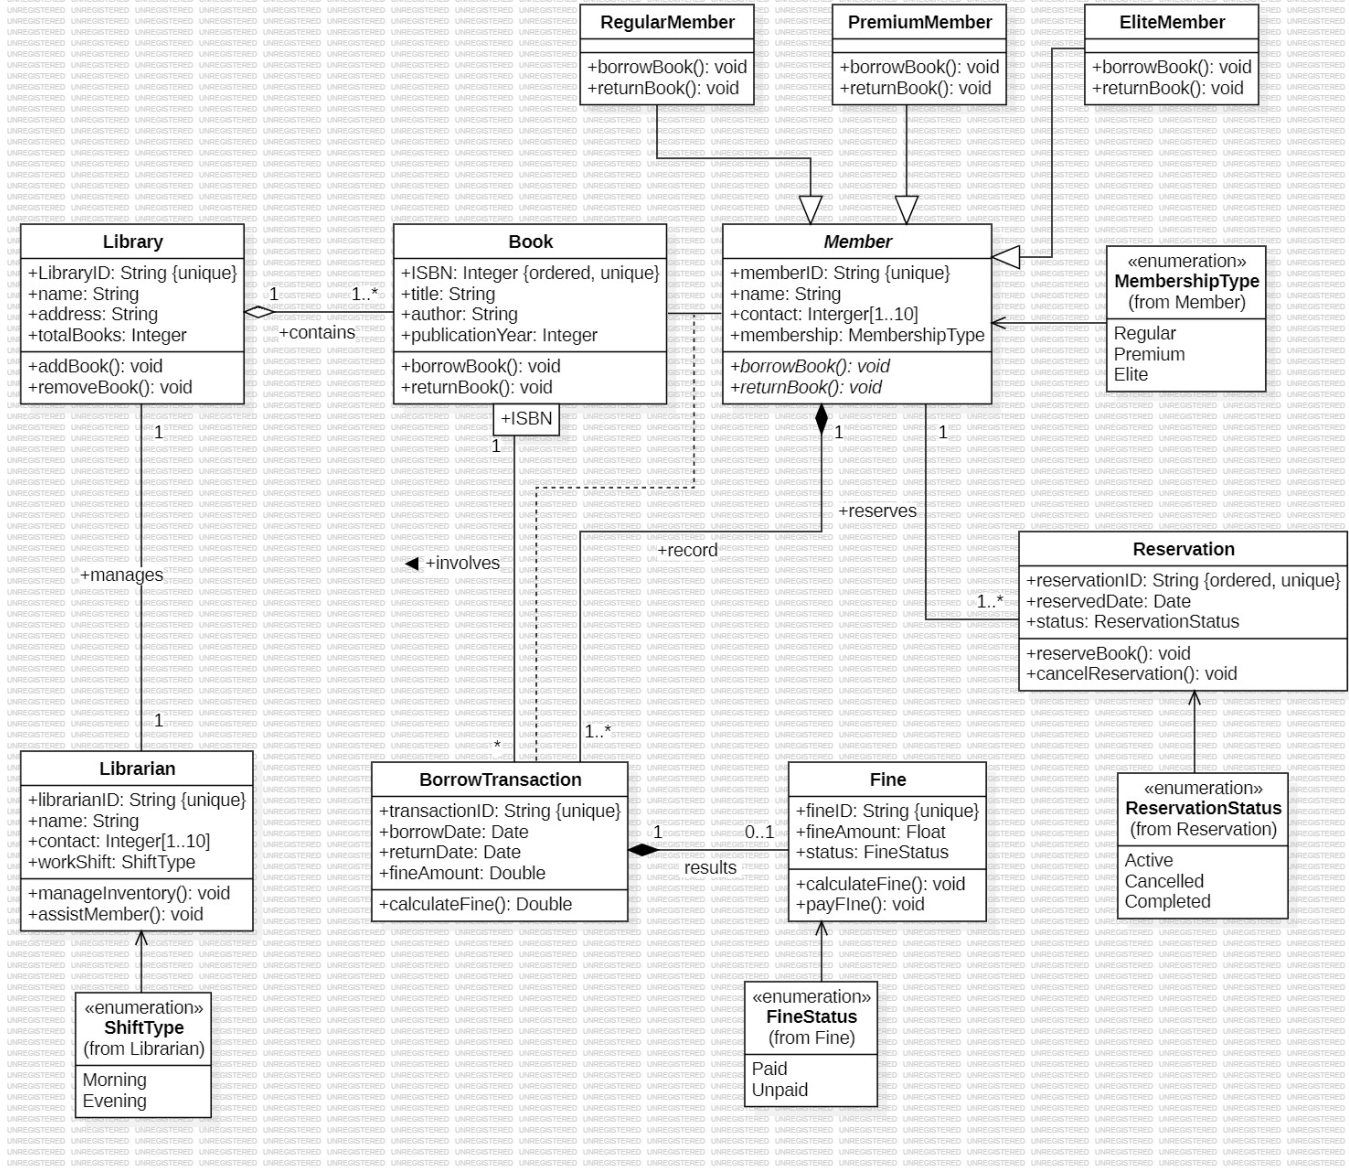 RegularMember
+borrowBook(): void
+returnBook(): void
PremiumMember
+borrowBook(): void
+returnBook(): void
EliteMember
+borrowBook(): void
+returnBook(): void
Library
+LibraryID: String {unique}
+name: String
+address: String
+totalBooks: Integer
+addBook(): void
+removeBook(): void
1
1..*
+contains
Book
+ISBN: Integer {ordered, unique}
+title: String
+author: String
+publicationYear: Integer
+borrowBook(): void
+returnBook(): void
+ISBN
Member
+memberID: String {unique}
+name: String
+contact: Interger[1..10]
+membership: MembershipType
+borrowBook(): void
+returnBook(): void
«enumeration»
MembershipType
(from Member)
Regular
Premium
Elite
1
1
1
1
+reserves
+record
+involves
+manages
1..*
1
*
1..*
Reservation
+reservationID: String {ordered, unique}
+reservedDate: Date
+status: ReservationStatus
+reserveBook(): void
+cancelReservation(): void
Librarian
+librarianID: String {unique}
+name: String
+contact: Integer[1..10]
+workShift: ShiftType
+manageInventory(): void
+assistMember(): void
BorrowTransaction
+transactionID: String {unique}
+borrowDate: Date
+returnDate: Date
+fineAmount: Double
+calculateFine(): Double
1
0..1
results
Fine
+fineID: String {unique}
+fineAmount: Float
+status: FineStatus
+calculateFine(): void
+payFIne(): void
«enumeration»
ReservationStatus
(from Reservation)
Active
Cancelled
Completed
«enumeration»
ShiftType
(from Librarian)
Morning
Evening
«enumeration»
FineStatus
(from Fine)
Paid
Unpaid
UNREGISTERED